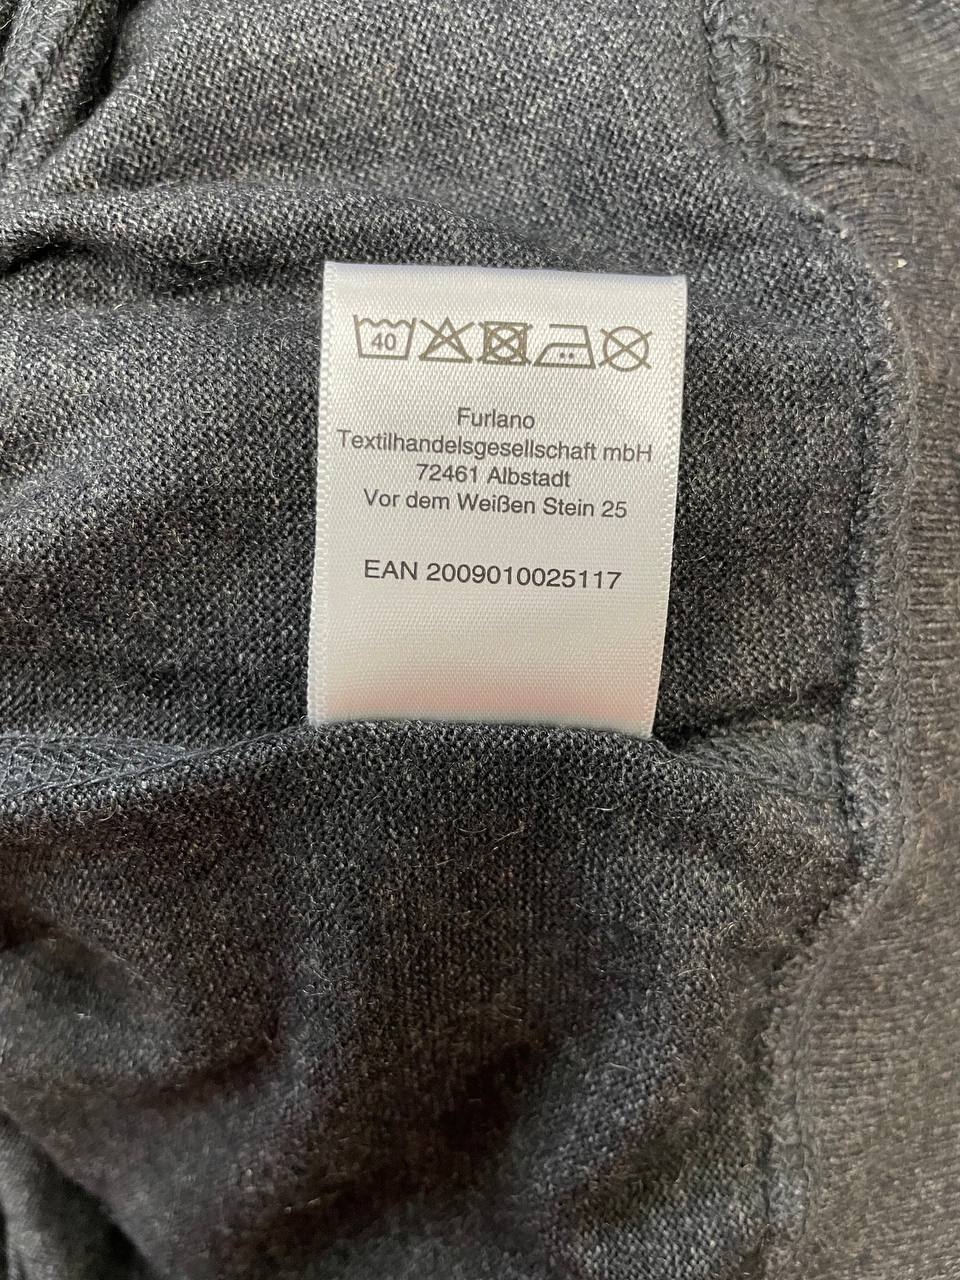 40
Furlano
Textilhandelsgesellschaft mbH
72461 Albstadt
Vor dem Weißen Stein 25
EAN 2009010025117